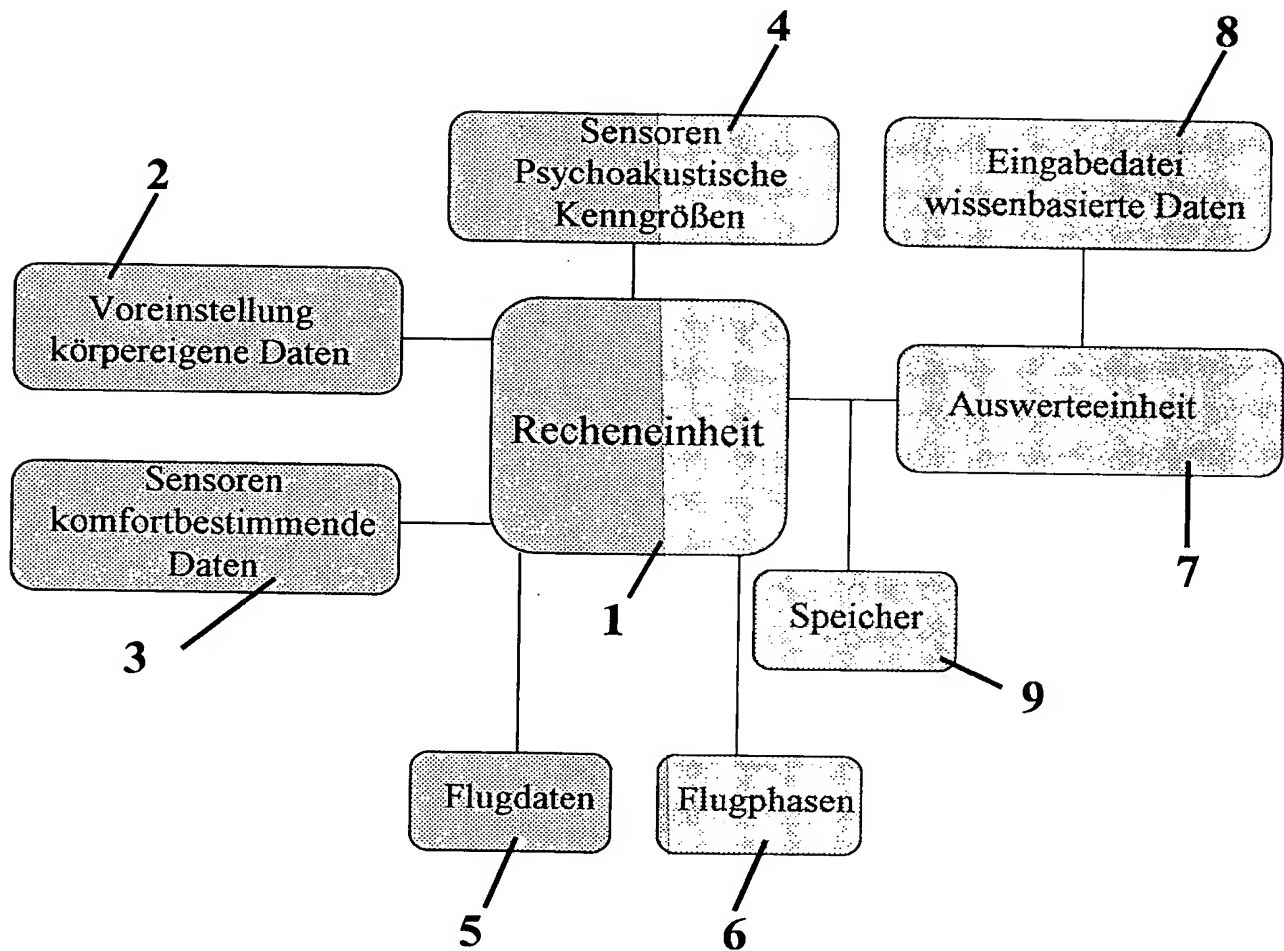 4
8
Sensoren
Psychoakustische
Kenngrößen
Eingabedatei
wissenbasierte Daten
2
Voreinstellung
körpereigene Daten
Recheneinheit
Auswerteeinheit
Sensoren
komfortbestimmende
Daten
3
1
7
Speicher
9
Flugdaten
Flugphasen
5
6